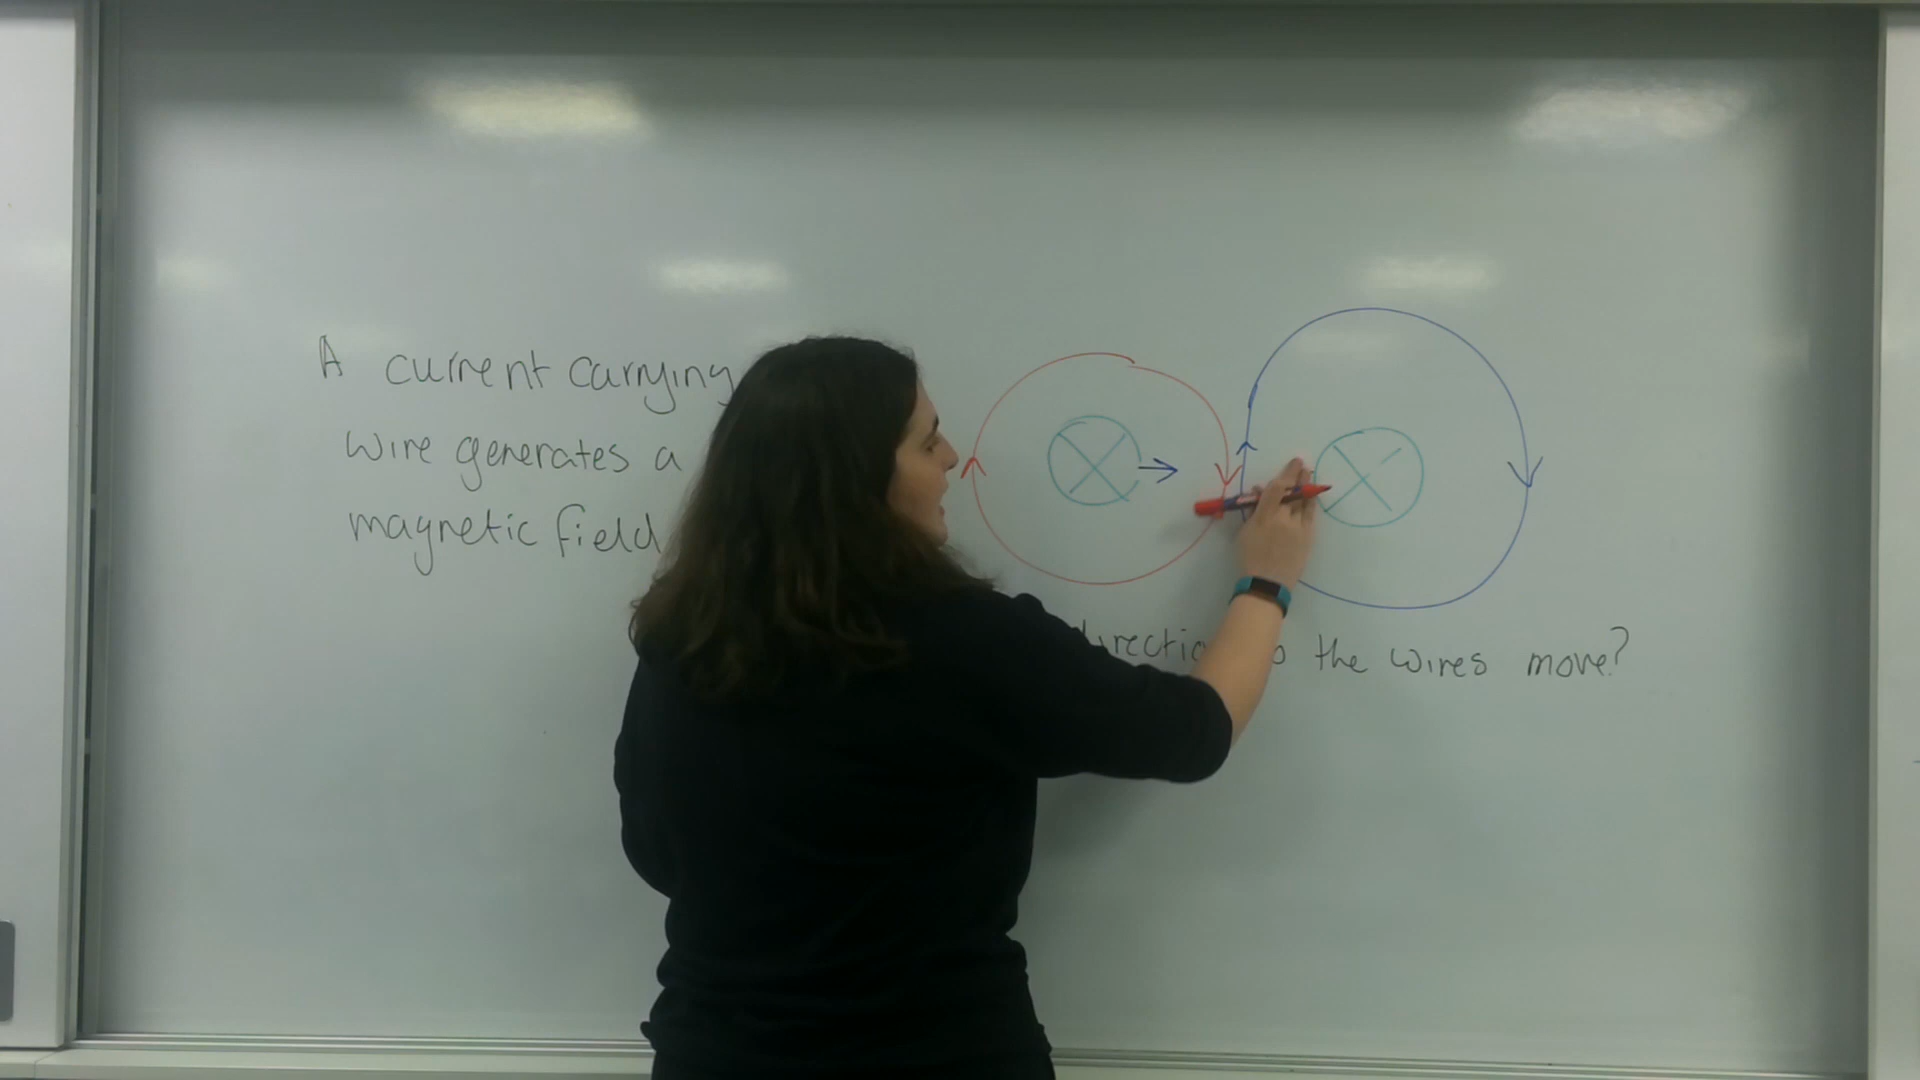 A current carrying
wire generates a
magnetic field
the wires move?